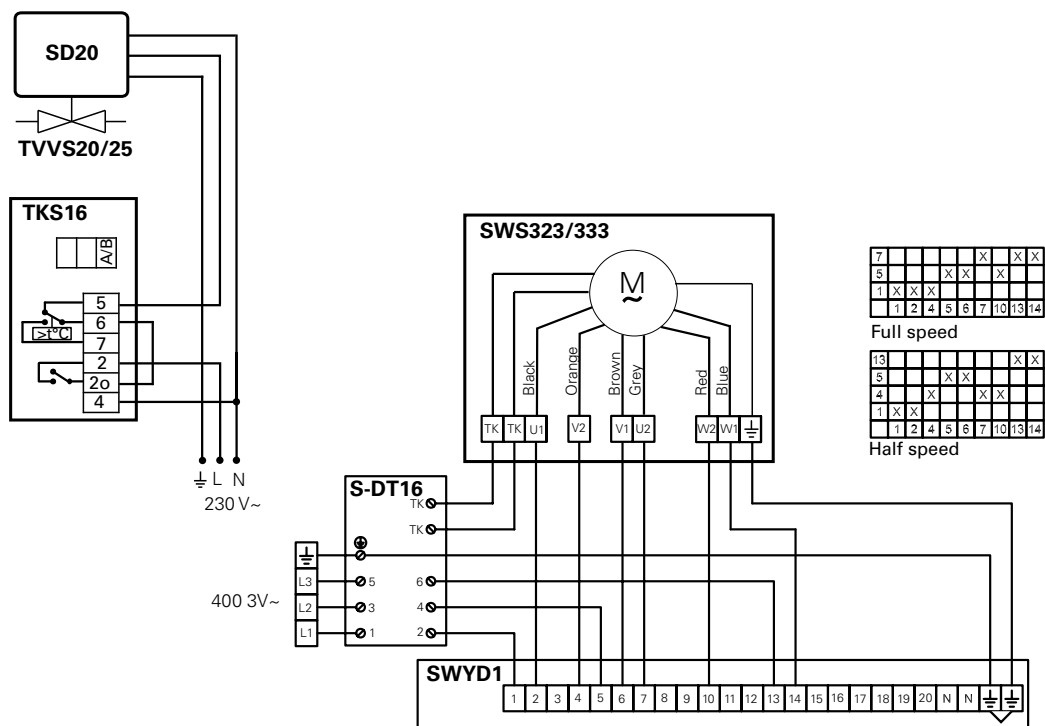 SD20
TVVS20/25
TKS16
A/B
5
>t°C
6
7
2
2o
4
L N
230 V~
SWS323/333
M
~
Black
Orange
Brown
Grey
Red
Blue
TK TK U1 V2 V1 U2 W2 W1
7 X X X
5 X X X
1 X X X
1 2 4 5 6 7 10 13 14
Full speed
13 X X
5 X X
4 X X X
1 X X
1 2 4 5 6 7 10 13 14
Half speed
S-DT16
TK
TK
L3 5 6
400 3V~
L2 3 4
L1 1 2
SWYD1
1 2 3 4 5 6 7 8 9 10 11 12 13 14 15 16 17 18 19 20 N N